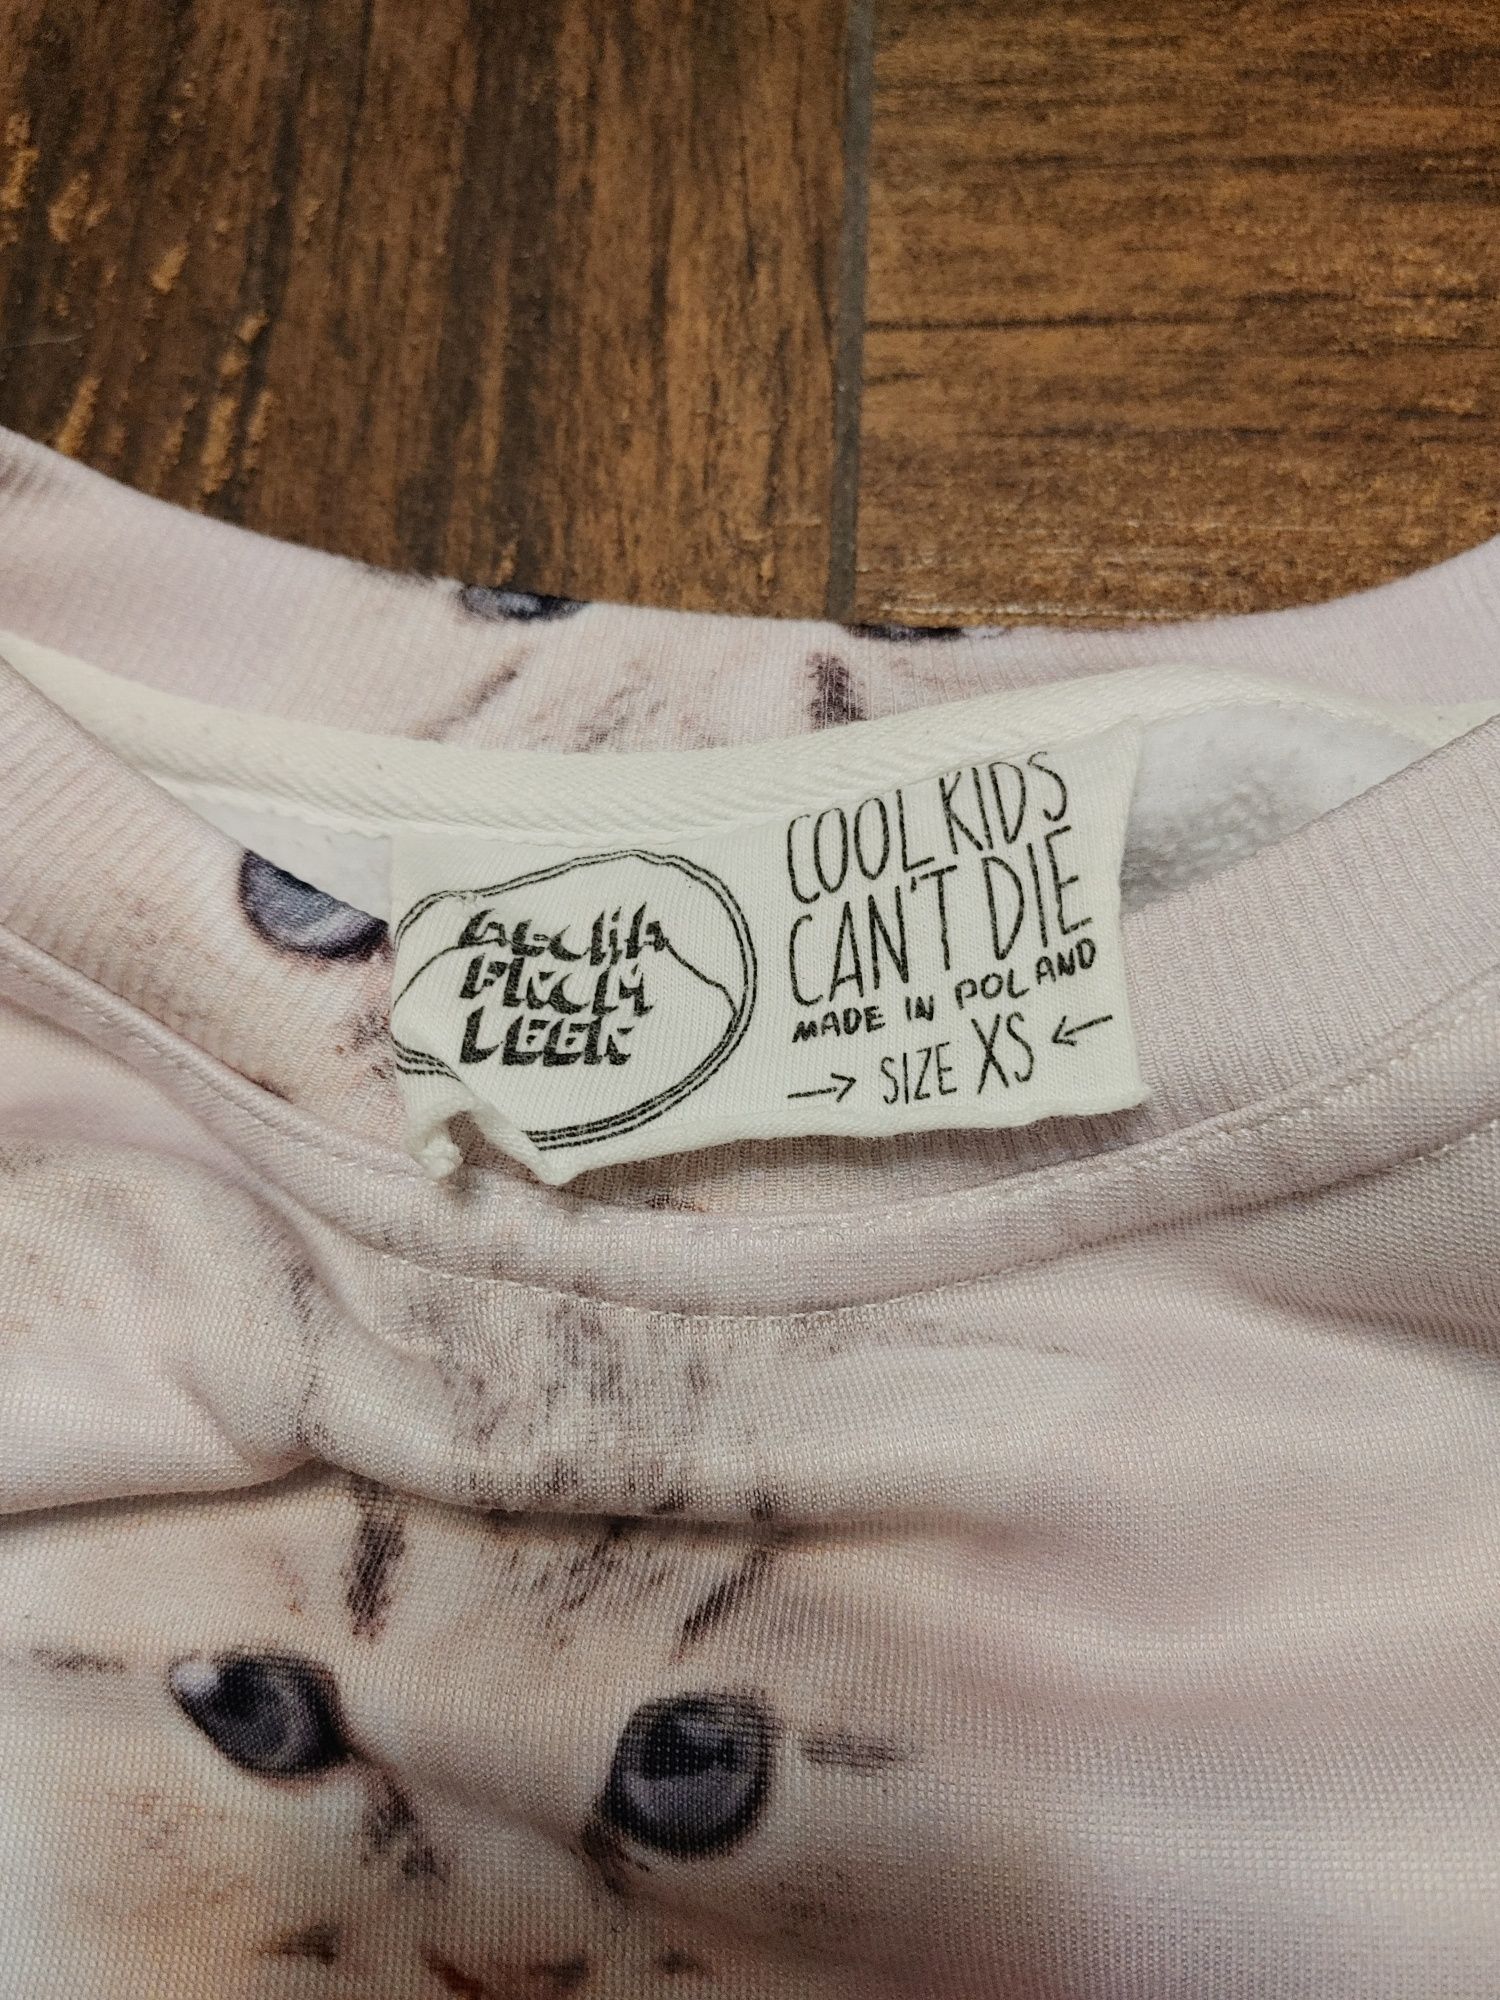 COOL KIDS
CAN'T DIE
MADE IN POLAND
→ SIZE XS ←